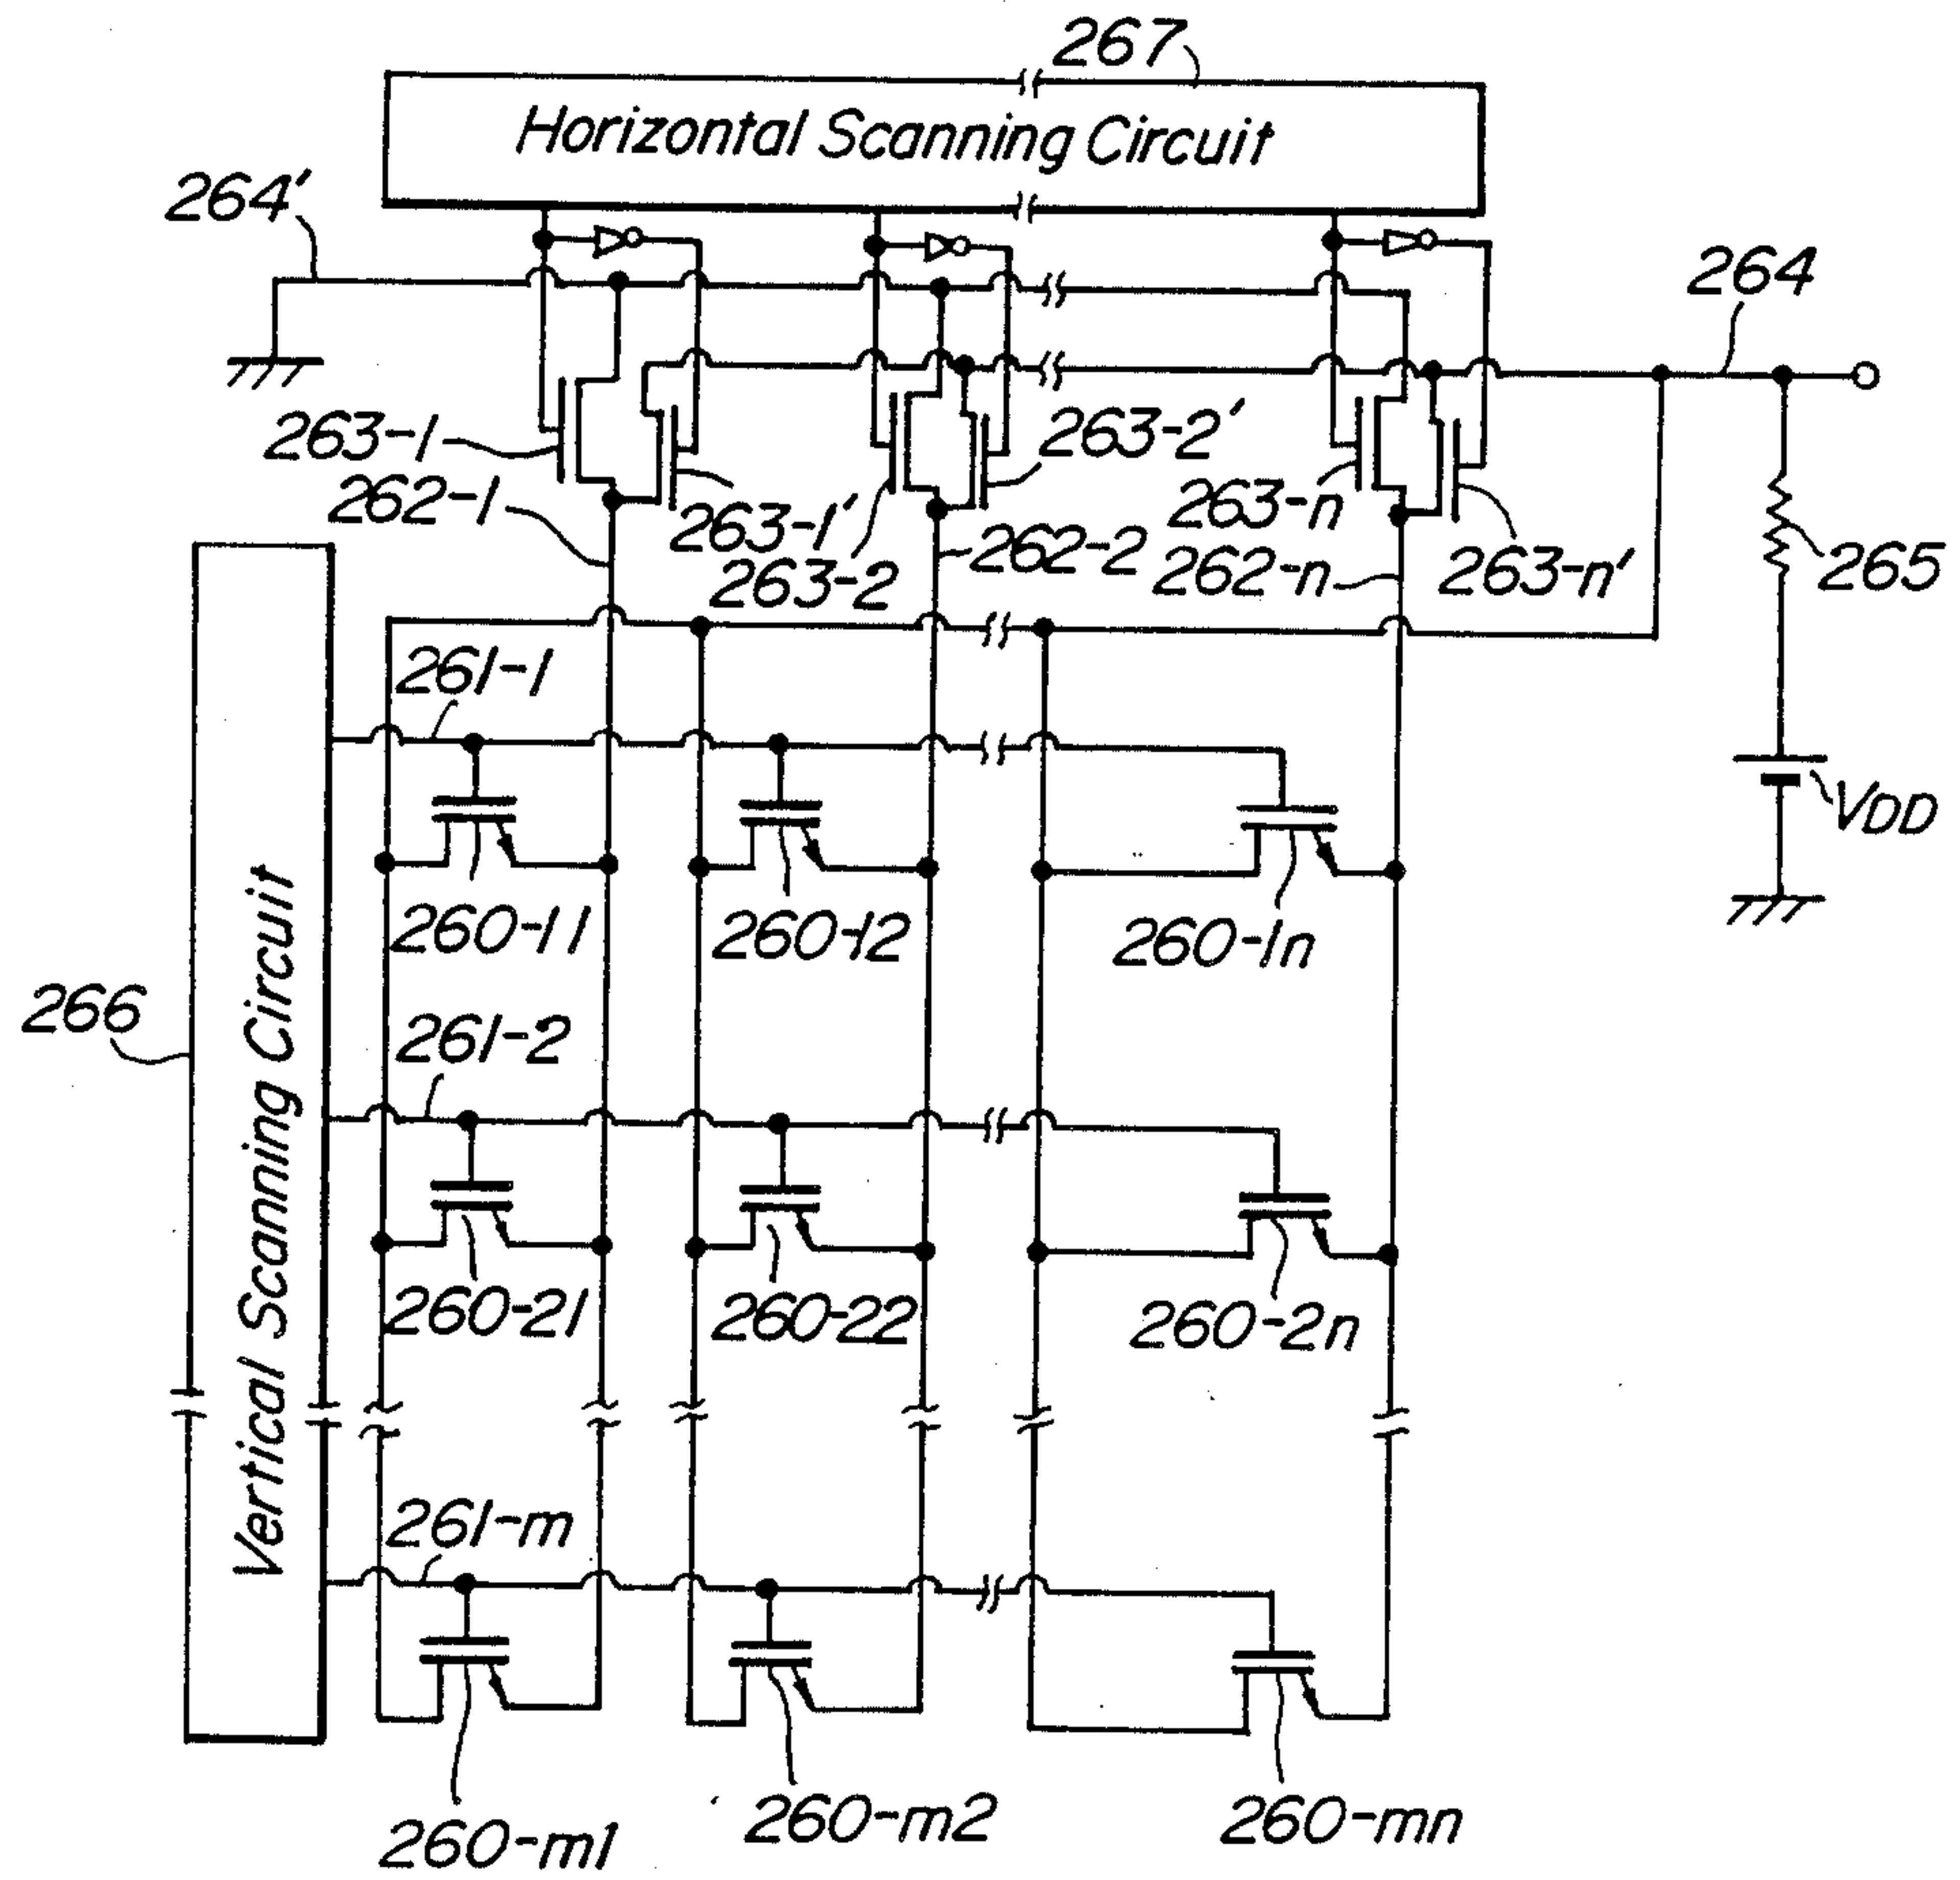 267
Horizontal Scanning Circuit
264'
264
263-1
263-2'
262-1
263-1'
263-n
263-2
262-2
262-n
263-n'
265
261-1
VDD
260-11
260-12
260-1n
266
Vertical Scanning Circuit
261-2
260-21
260-22
260-2n
261-m
260-m1
260-m2
260-mn